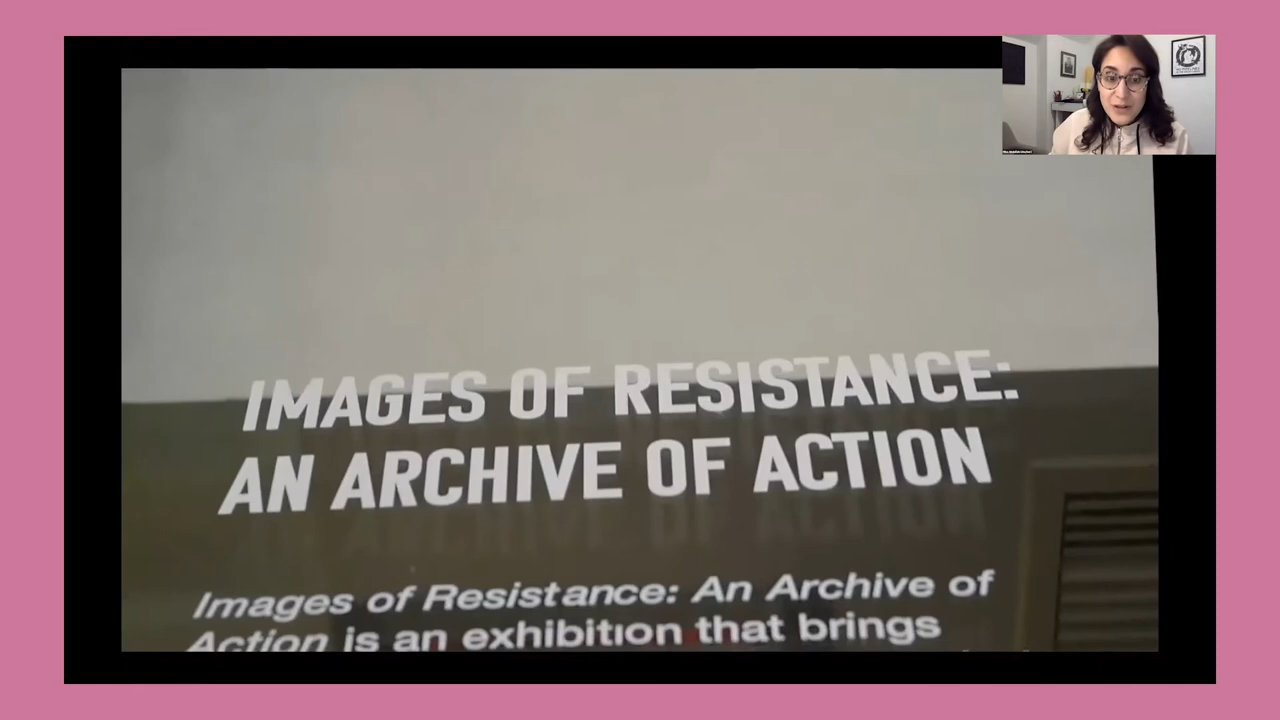 IMAGES OF RESISTANCE:
AN ARCHIVE OF ACTION
Images of Resistance: An Archive of
Action is an exhibition that brings